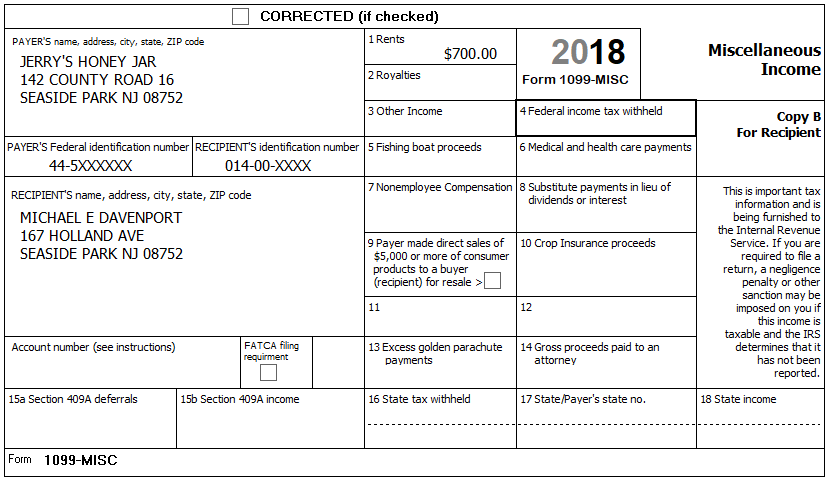 CORRECTED (if checked)
PAYER'S name, address, city, state, ZIP code
JERRY'S HONEY JAR
142 COUNTY ROAD 16
SEASIDE PARK NJ 08752
1 Rents
$700.00
2 Royalties
2018
Form 1099-MISC
Miscellaneous
Income
3 Other Income
4 Federal income tax withheld
Copy B
For Recipient
PAYER'S Federal identification number
44-5XXXXXX
RECIPIENT'S identification number
014-00-XXXX
5 Fishing boat proceeds
6 Medical and health care payments
RECIPIENT'S name, address, city, state, ZIP code
MICHAEL E DAVENPORT
167 HOLLAND AVE
SEASIDE PARK NJ 08752
7 Nonemployee Compensation
8 Substitute payments in lieu of
dividends or interest
This is important tax
information and is
being furnished to
the Internal Revenue
Service. If you are
required to file a
return, a negligence
penalty or other
sanction may be
imposed on you if
this income is
taxable and the IRS
determines that it
has not been
reported.
9 Payer made direct sales of
$5,000 or more of consumer
products to a buyer
(recipient) for resale >
10 Crop Insurance proceeds
11
12
Account number (see instructions)
FATCA filing
requirment
13 Excess golden parachute
payments
14 Gross proceeds paid to an
attorney
15a Section 409A deferrals
15b Section 409A income
16 State tax withheld
17 State/Payer's state no.
18 State income
Form 1099-MISC